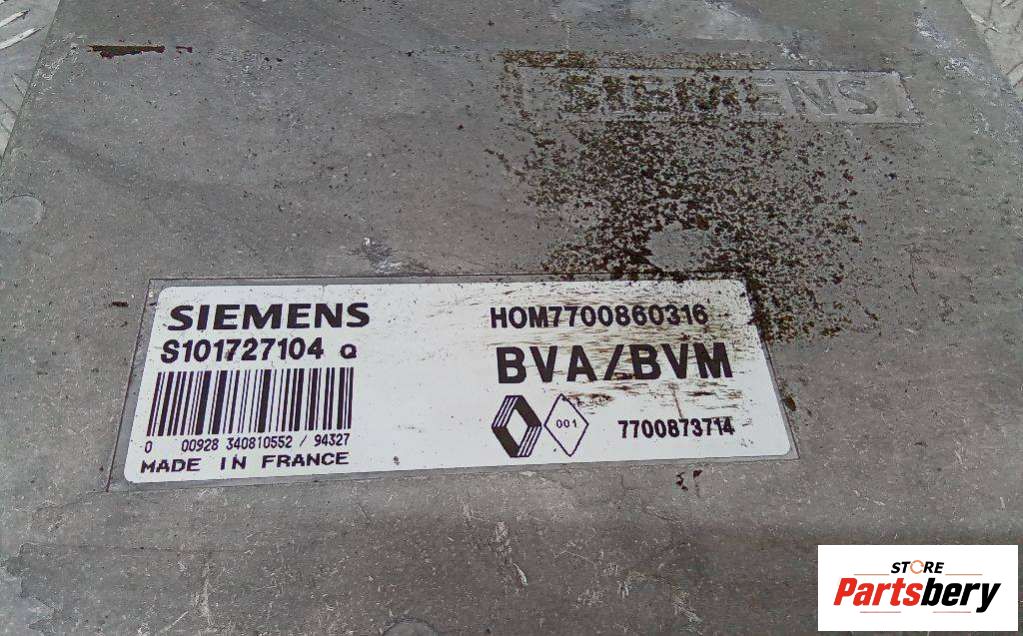 SIEMENS
SIEMENS
S101727104 Q
0 00928 340810552 / 94327
MADE IN FRANCE
HOM7700860316
BVA/BVM
001
7700873714
STORE
Partsbery